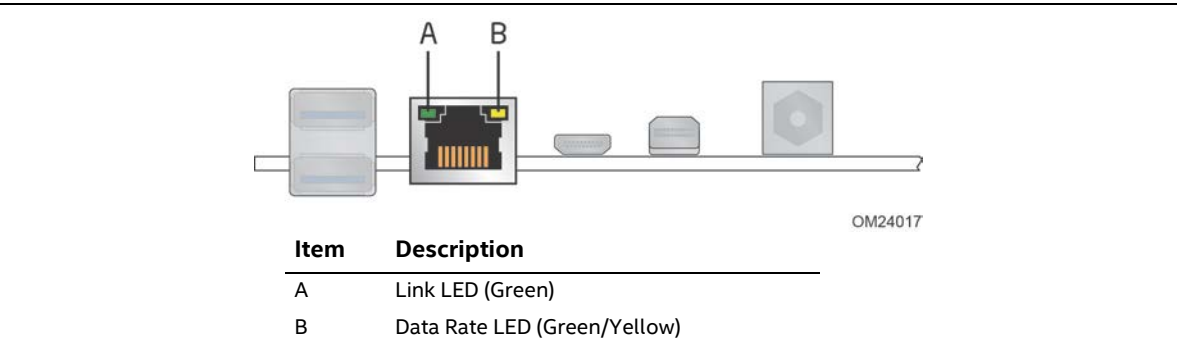 A B
OM24017
Item Description
A Link LED (Green)
B Data Rate LED (Green/Yellow)